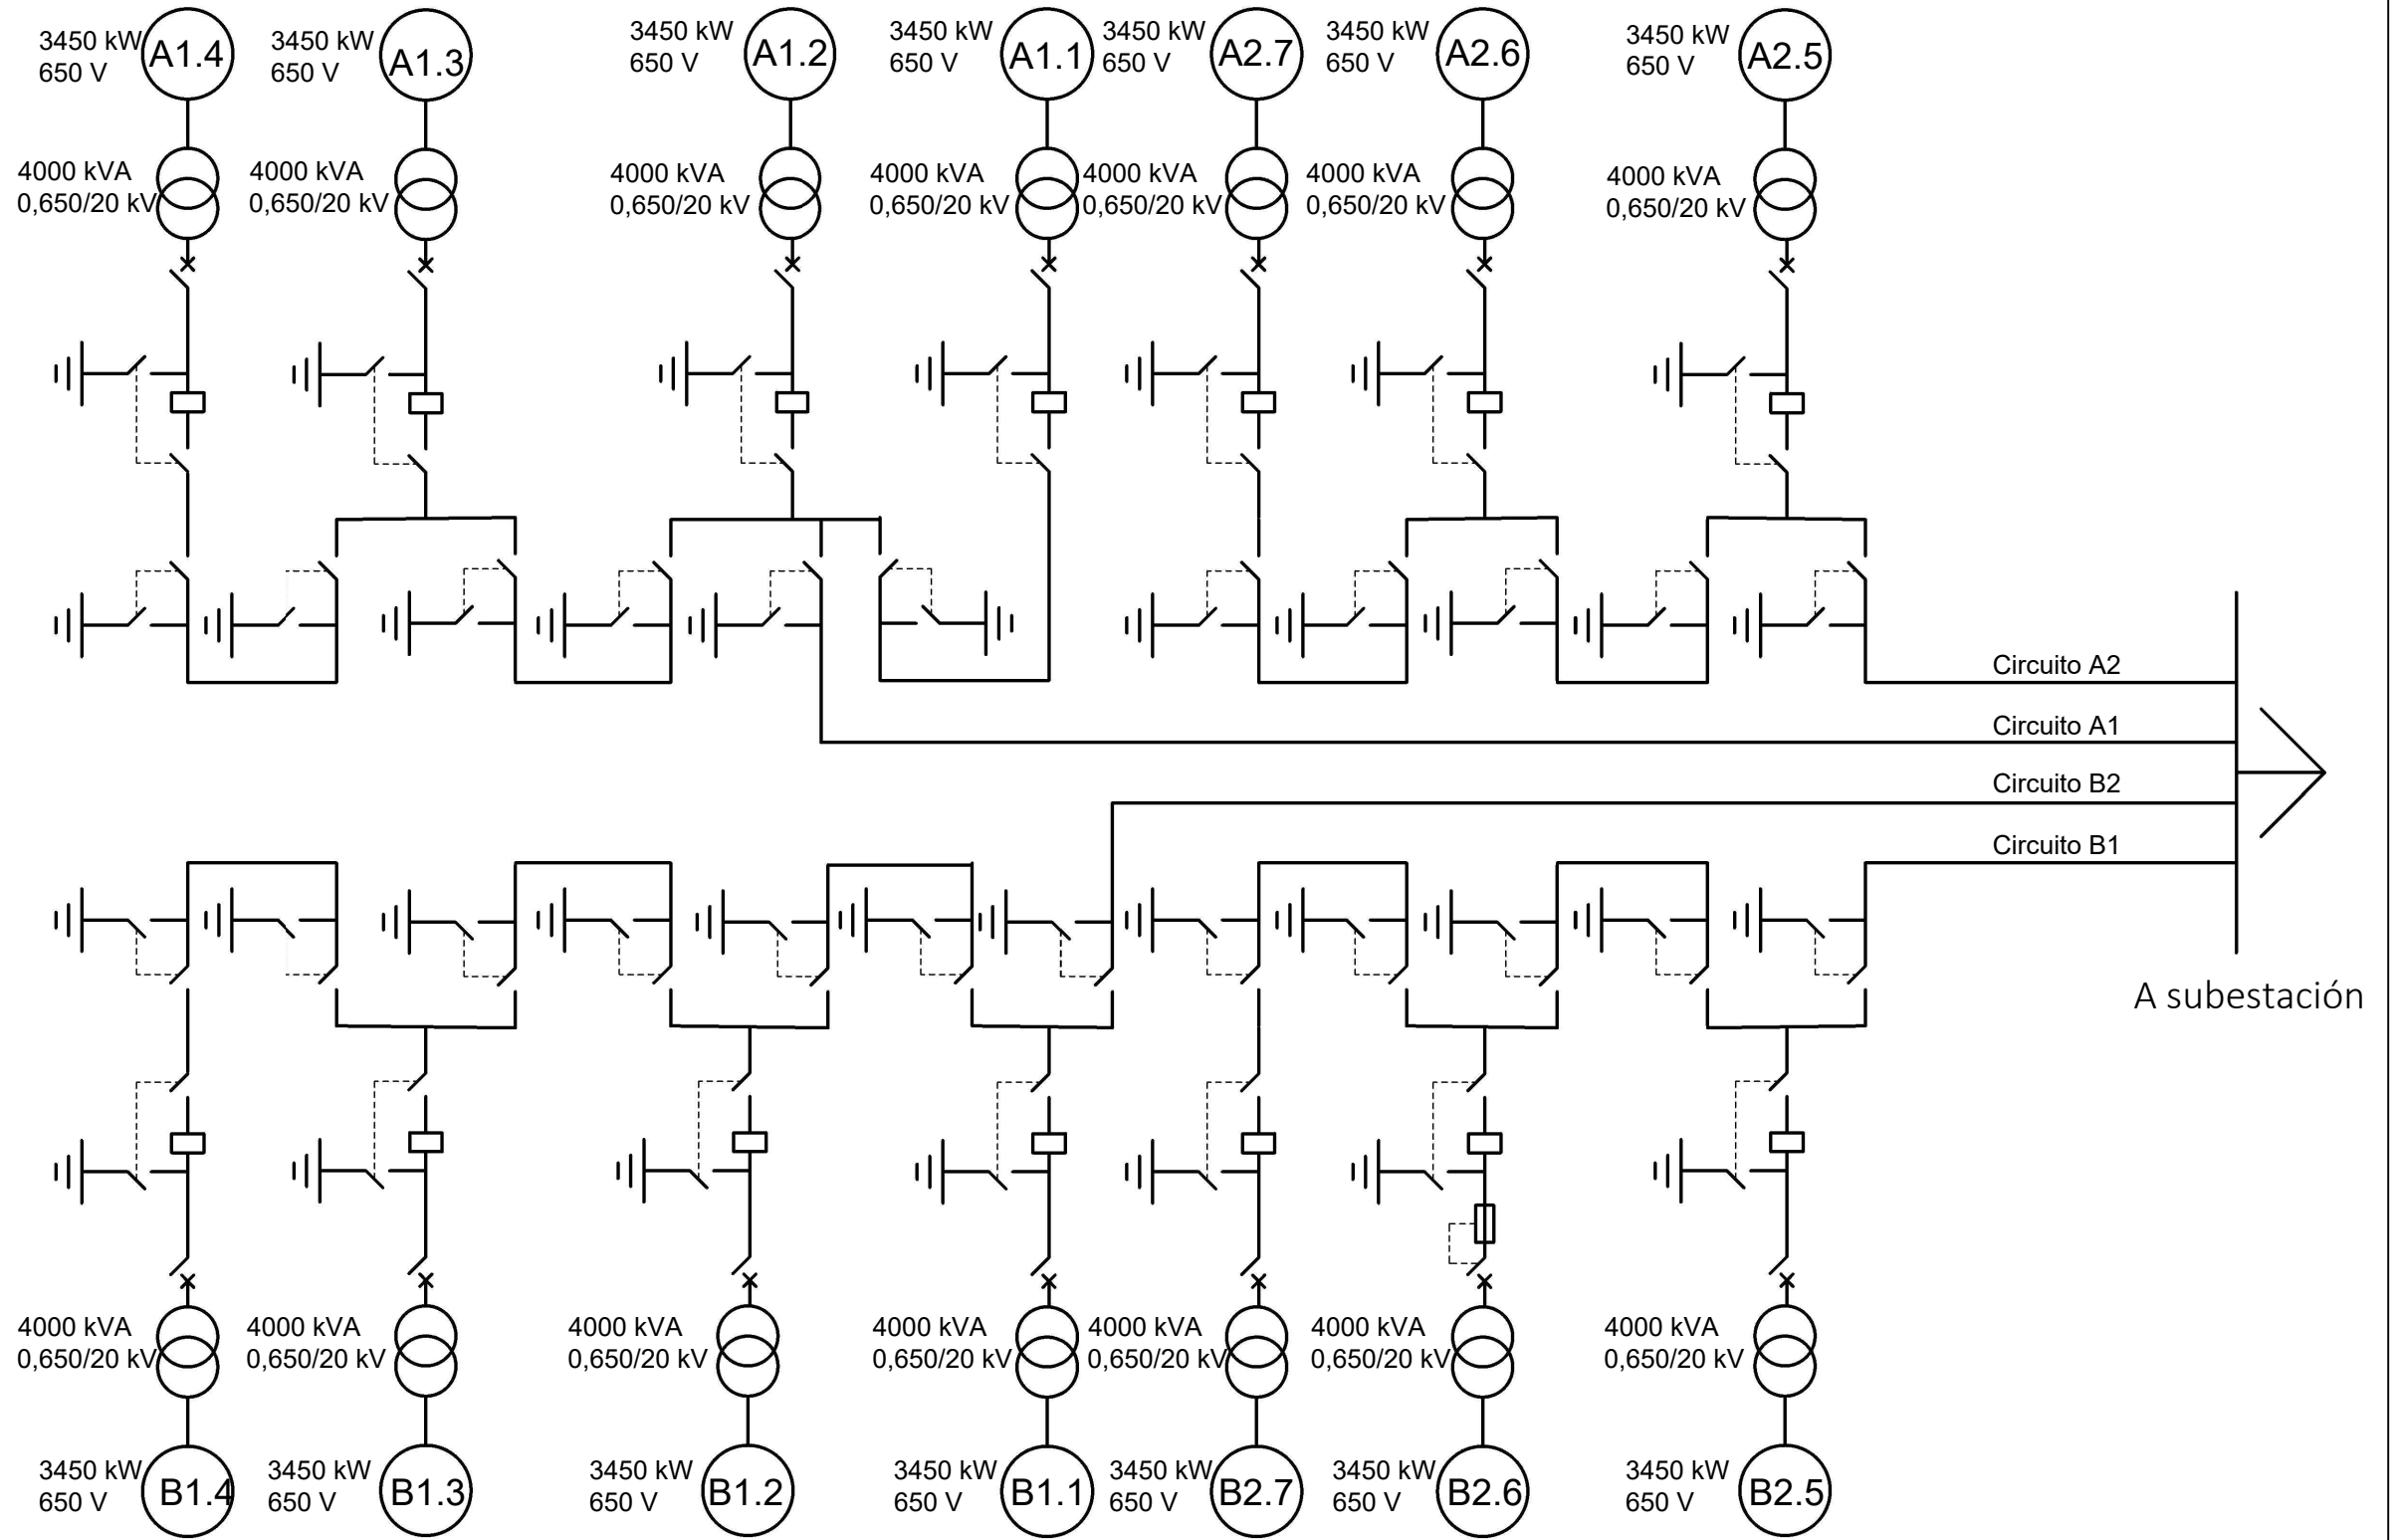 3450 kW
650 V
A1.4
3450 kW
650 V
A1.3
3450 kW
650 V
A1.2
3450 kW
650 V
A1.1
3450 kW
650 V
A2.7
3450 kW
650 V
A2.6
3450 kW
650 V
A2.5
4000 kVA
0,650/20 kV
4000 kVA
0,650/20 kV
4000 kVA
0,650/20 kV
4000 kVA
0,650/20 kV
4000 kVA
0,650/20 kV
4000 kVA
0,650/20 kV
4000 kVA
0,650/20 kV
Circuito A2
Circuito A1
Circuito B2
Circuito B1
A subestación
4000 kVA
0,650/20 kV
4000 kVA
0,650/20 kV
4000 kVA
0,650/20 kV
4000 kVA
0,650/20 kV
4000 kVA
0,650/20 kV
4000 kVA
0,650/20 kV
4000 kVA
0,650/20 kV
3450 kW
650 V
B1.4
3450 kW
650 V
B1.3
3450 kW
650 V
B1.2
3450 kW
650 V
B1.1
3450 kW
650 V
B2.7
3450 kW
650 V
B2.6
3450 kW
650 V
B2.5